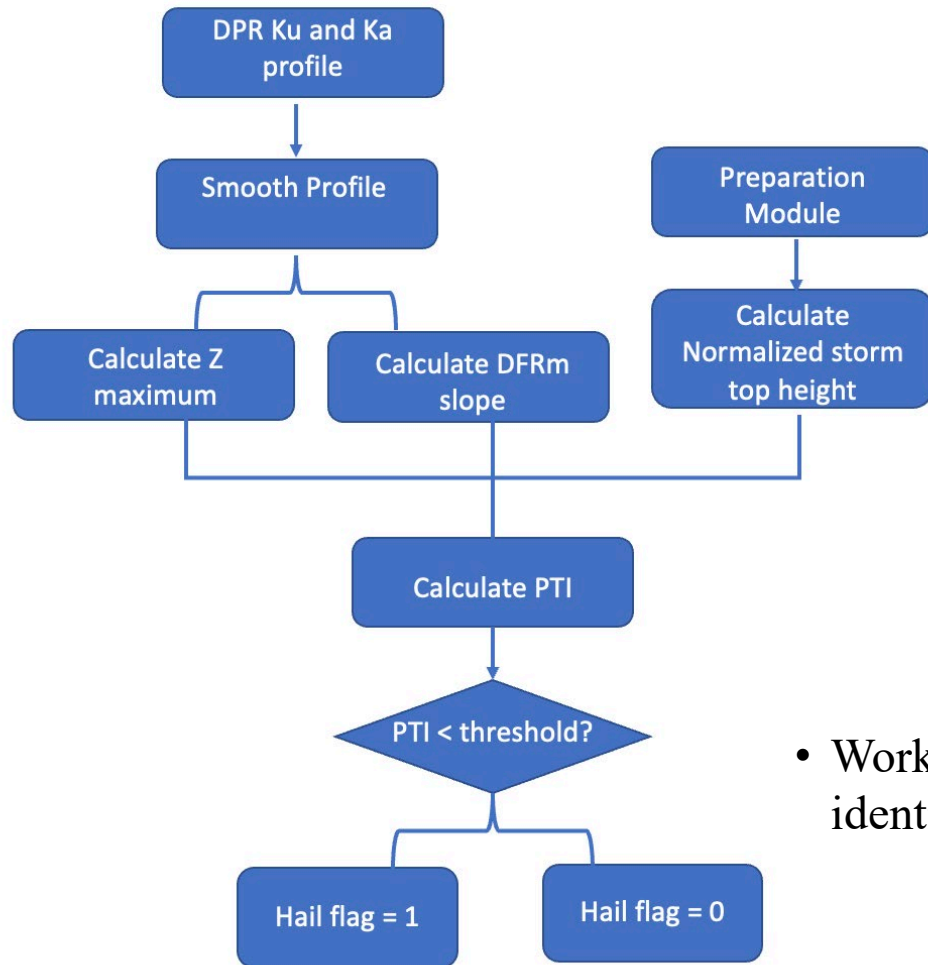 DPR Ku and Ka
profile
Smooth Profile
Preparation
Module
Calculate Z
maximum
Calculate DFRm
slope
Calculate
Normalized storm
top height
Calculate PTI
PTI < threshold?
Hail flag = 1
Hail flag = 0
• Work
ident